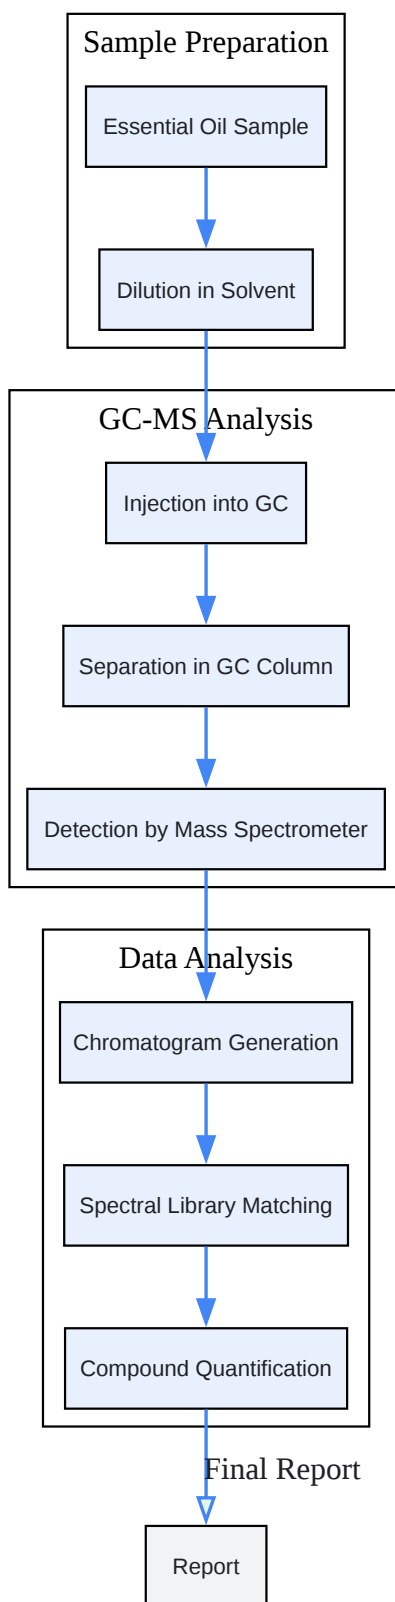 Sample Preparation
Essential Oil Sample
Dilution in Solvent
GC-MS Analysis
Injection into GC
Separation in GC Column
Detection by Mass Spectrometer
Data Analysis
Chromatogram Generation
Spectral Library Matching
Compound Quantification
Final Report
Report